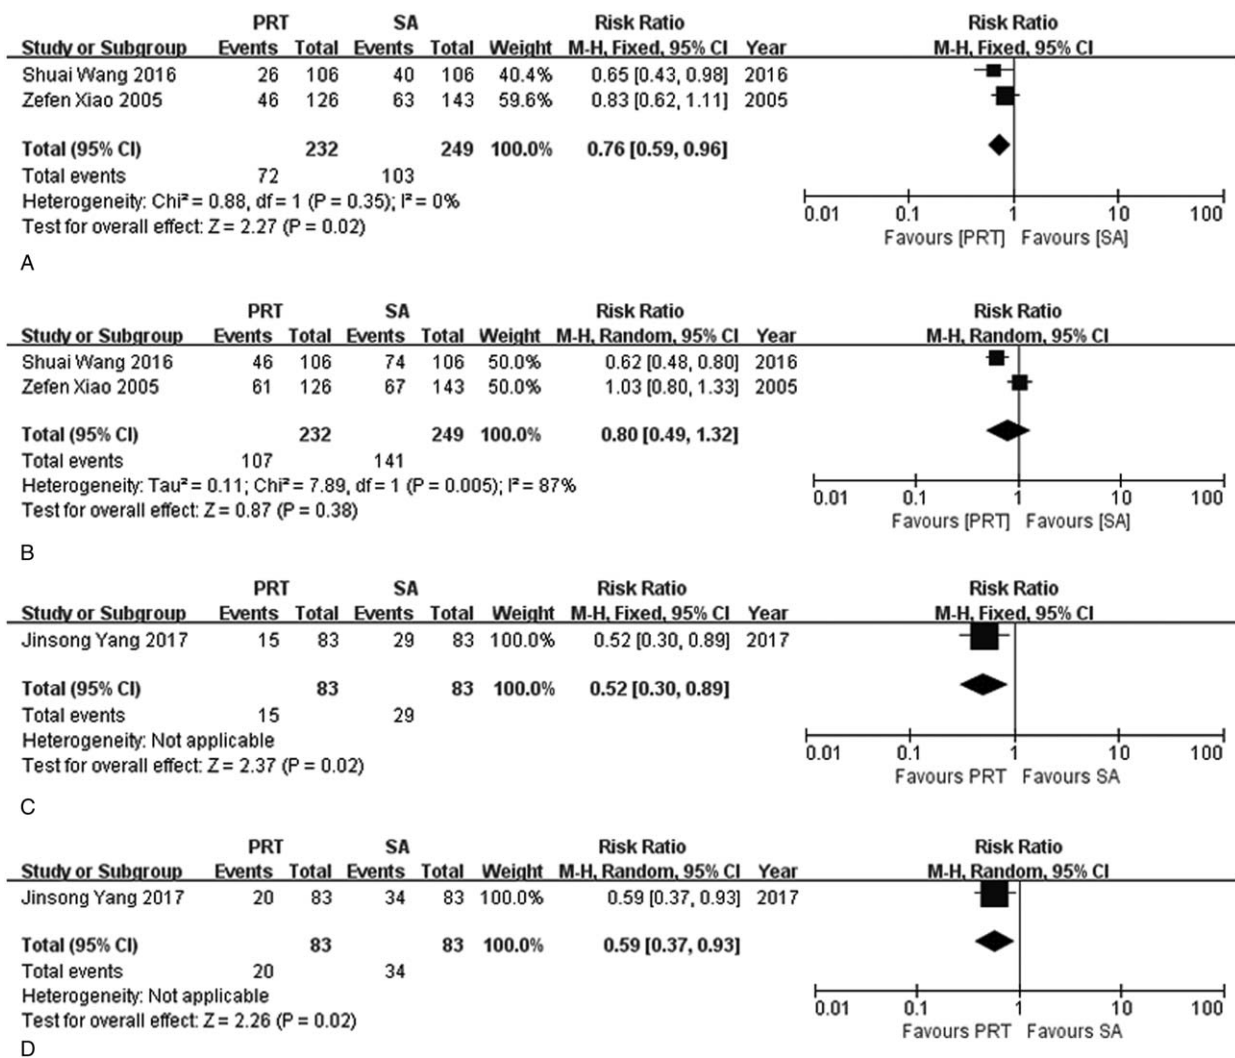 PRT SA Risk Ratio Risk Ratio
Study or Subgroup Events Total Events Total Weight M-H, Fixed, 95% CI Year M-H, Fixed, 95% CI
Shuai Wang 2016 26 106 40 106 40.4% 0.65 [0.43, 0.98] 2016
Zefen Xiao 2005 46 126 63 143 59.6% 0.83 [0.62, 1.11] 2005
Total (95% CI) 232 249 100.0% 0.76 [0.59, 0.96]
Total events 72 103
Heterogeneity: Chi² = 0.88, df = 1 (P = 0.35); I² = 0%
Test for overall effect: Z = 2.27 (P = 0.02)
0.01 0.1 1 10 100
Favours [PRT] Favours [SA]
A
PRT SA Risk Ratio Risk Ratio
Study or Subgroup Events Total Events Total Weight M-H, Random, 95% CI Year M-H, Random, 95% CI
Shuai Wang 2016 46 106 74 106 50.0% 0.62 [0.48, 0.80] 2016
Zefen Xiao 2005 61 126 67 143 50.0% 1.03 [0.80, 1.33] 2005
Total (95% CI) 232 249 100.0% 0.80 [0.49, 1.32]
Total events 107 141
Heterogeneity: Tau² = 0.11; Chi² = 7.89, df = 1 (P = 0.005); I² = 87%
Test for overall effect: Z = 0.87 (P = 0.38)
0.01 0.1 1 10 100
Favours [PRT] Favours [SA]
B
PRT SA Risk Ratio Risk Ratio
Study or Subgroup Events Total Events Total Weight M-H, Fixed, 95% CI Year M-H, Fixed, 95% CI
Jinsong Yang 2017 15 83 29 83 100.0% 0.52 [0.30, 0.89] 2017
Total (95% CI) 83 83 100.0% 0.52 [0.30, 0.89]
Total events 15 29
Heterogeneity: Not applicable
Test for overall effect: Z = 2.37 (P = 0.02)
0.01 0.1 1 10 100
Favours PRT Favours SA
C
PRT SA Risk Ratio Risk Ratio
Study or Subgroup Events Total Events Total Weight M-H, Random, 95% CI Year M-H, Random, 95% CI
Jinsong Yang 2017 20 83 34 83 100.0% 0.59 [0.37, 0.93] 2017
Total (95% CI) 83 83 100.0% 0.59 [0.37, 0.93]
Total events 20 34
Heterogeneity: Not applicable
Test for overall effect: Z = 2.26 (P = 0.02)
0.01 0.1 1 10 100
Favours PRT Favours SA
D